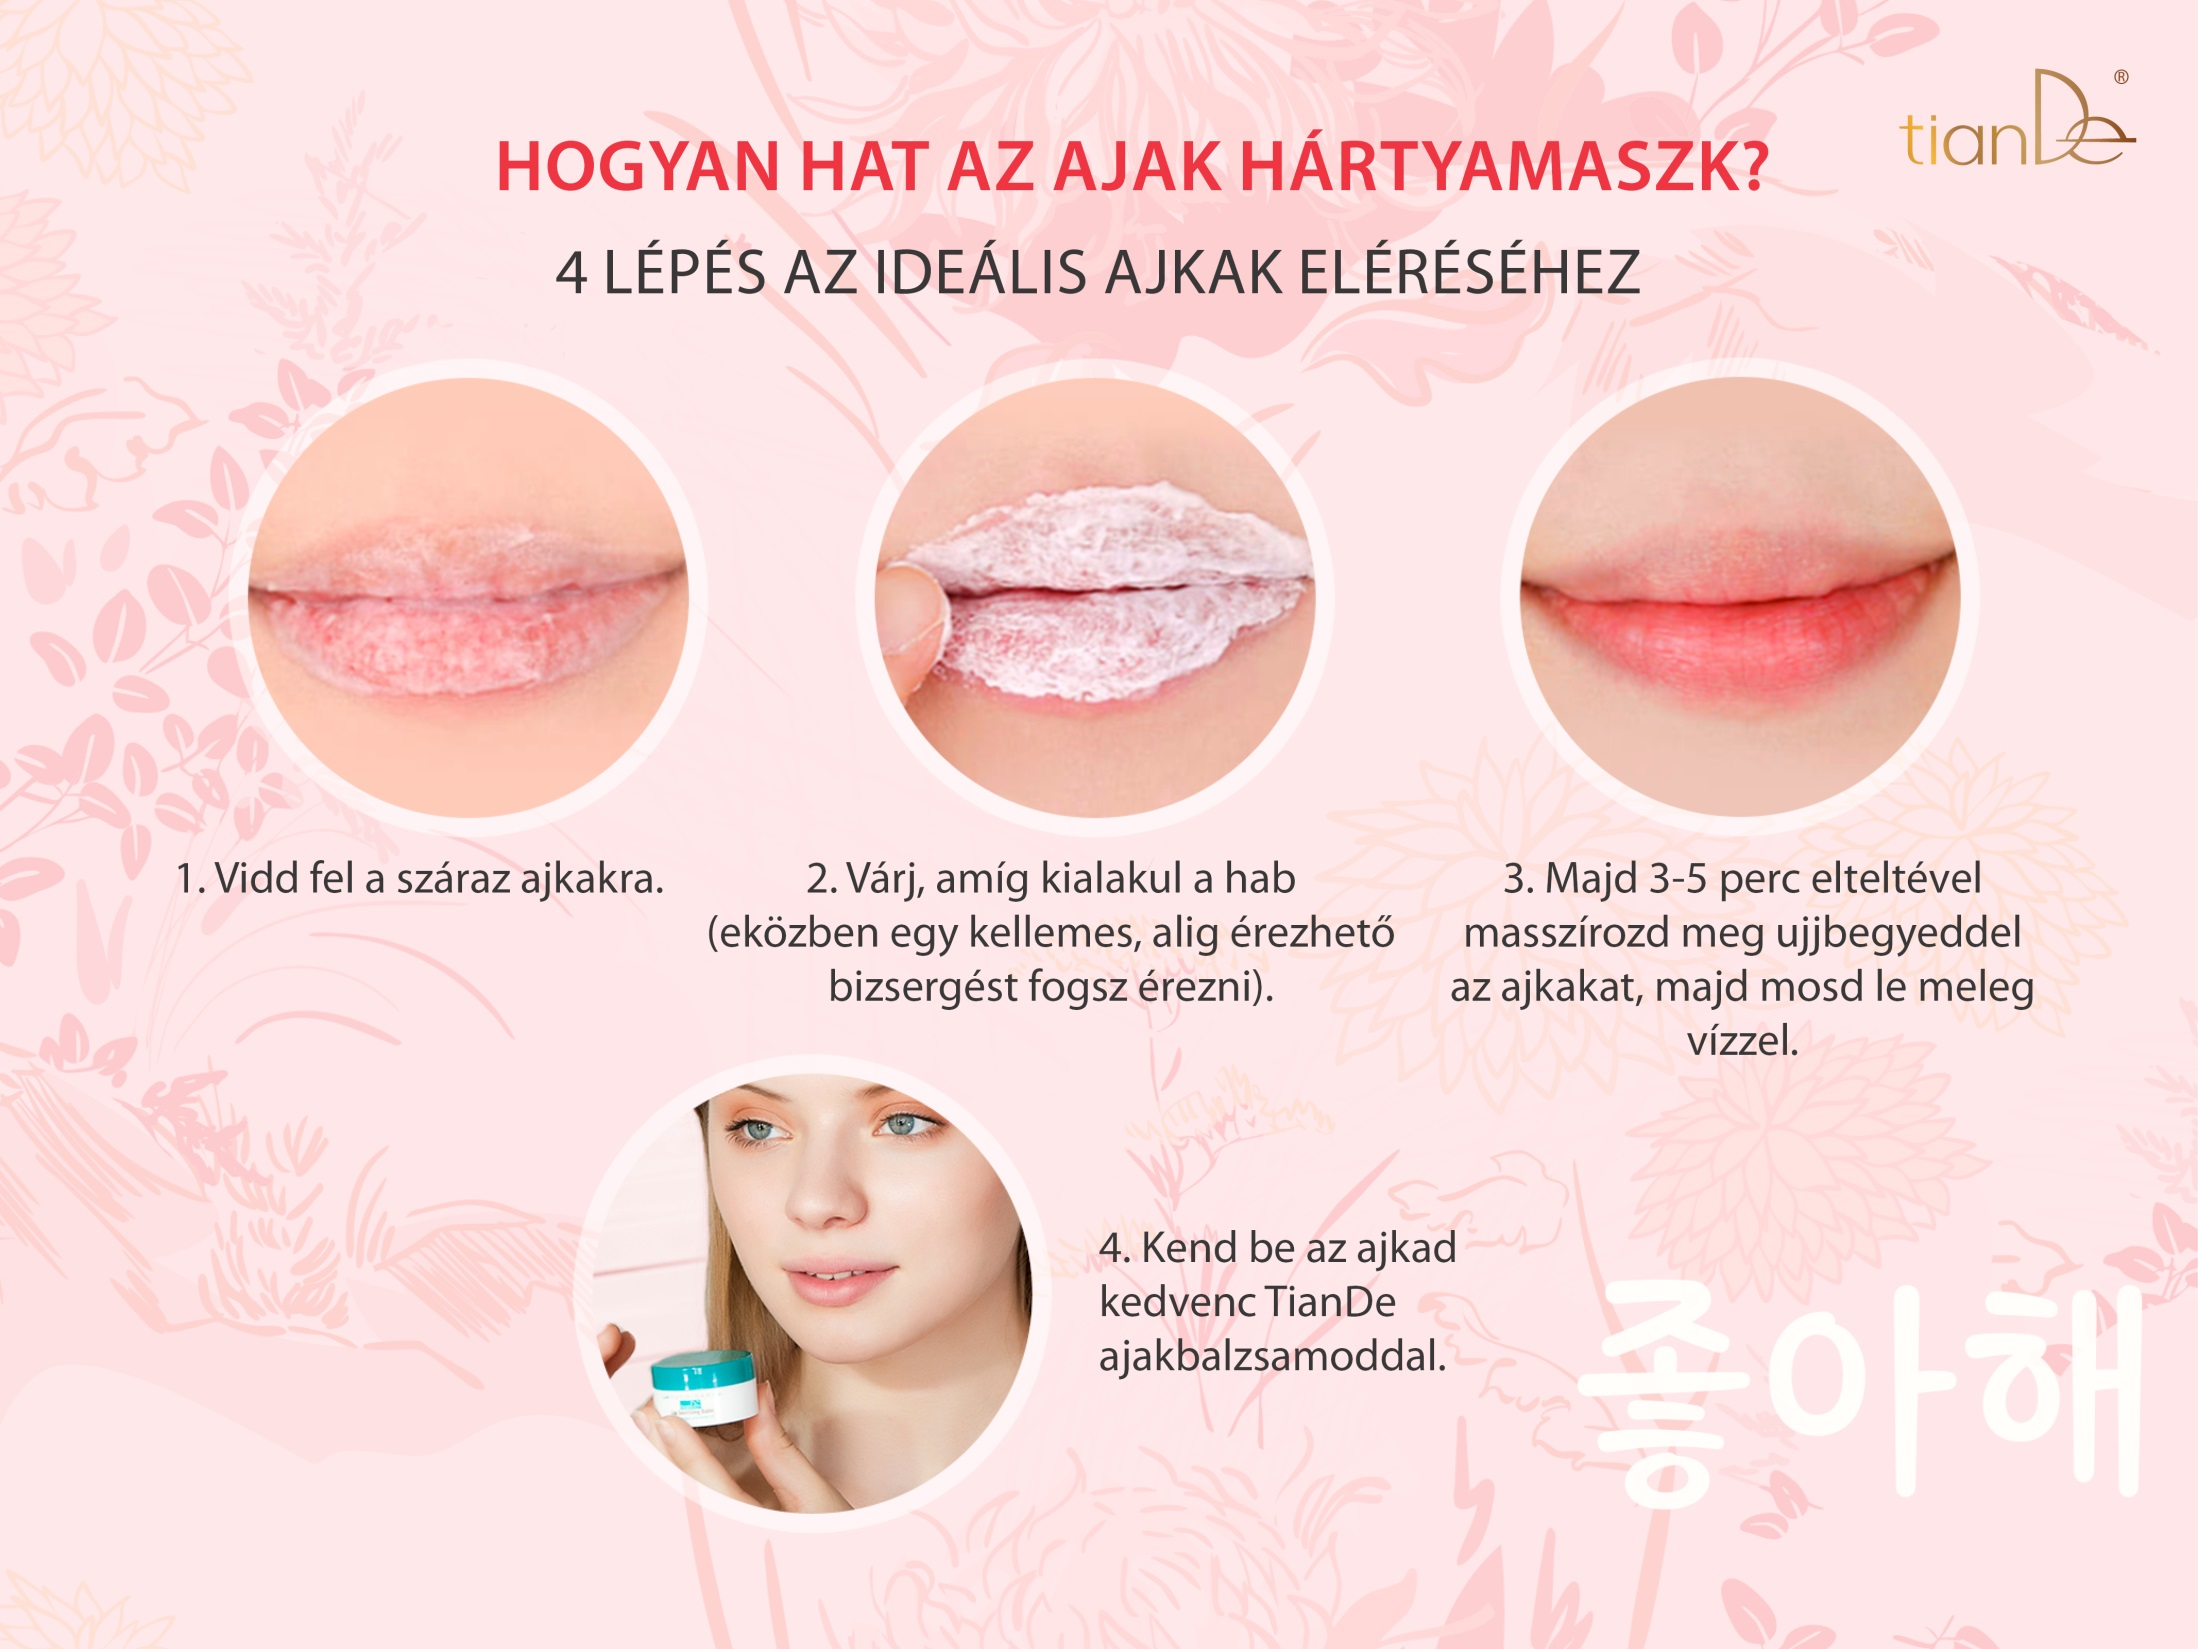 tianDe®
HOGYAN HAT AZ AJAK HÁRTYAMASZK?
4 LÉPÉS AZ IDEÁLIS AJKAK ELÉRÉSÉHEZ
1. Vidd fel a száraz ajkakra.
2. Várj, amíg kialakul a hab
(eközben egy kellemes, alig érezhető
bizsergést fogsz érezni).
3. Majd 3-5 perc elteltével
masszírozd meg ujjbegyeddel
az ajkakat, majd mosd le meleg
vízzel.
4. Kend be az ajkad
kedvenc TianDe
ajakbalzsamoddal.
좋아해